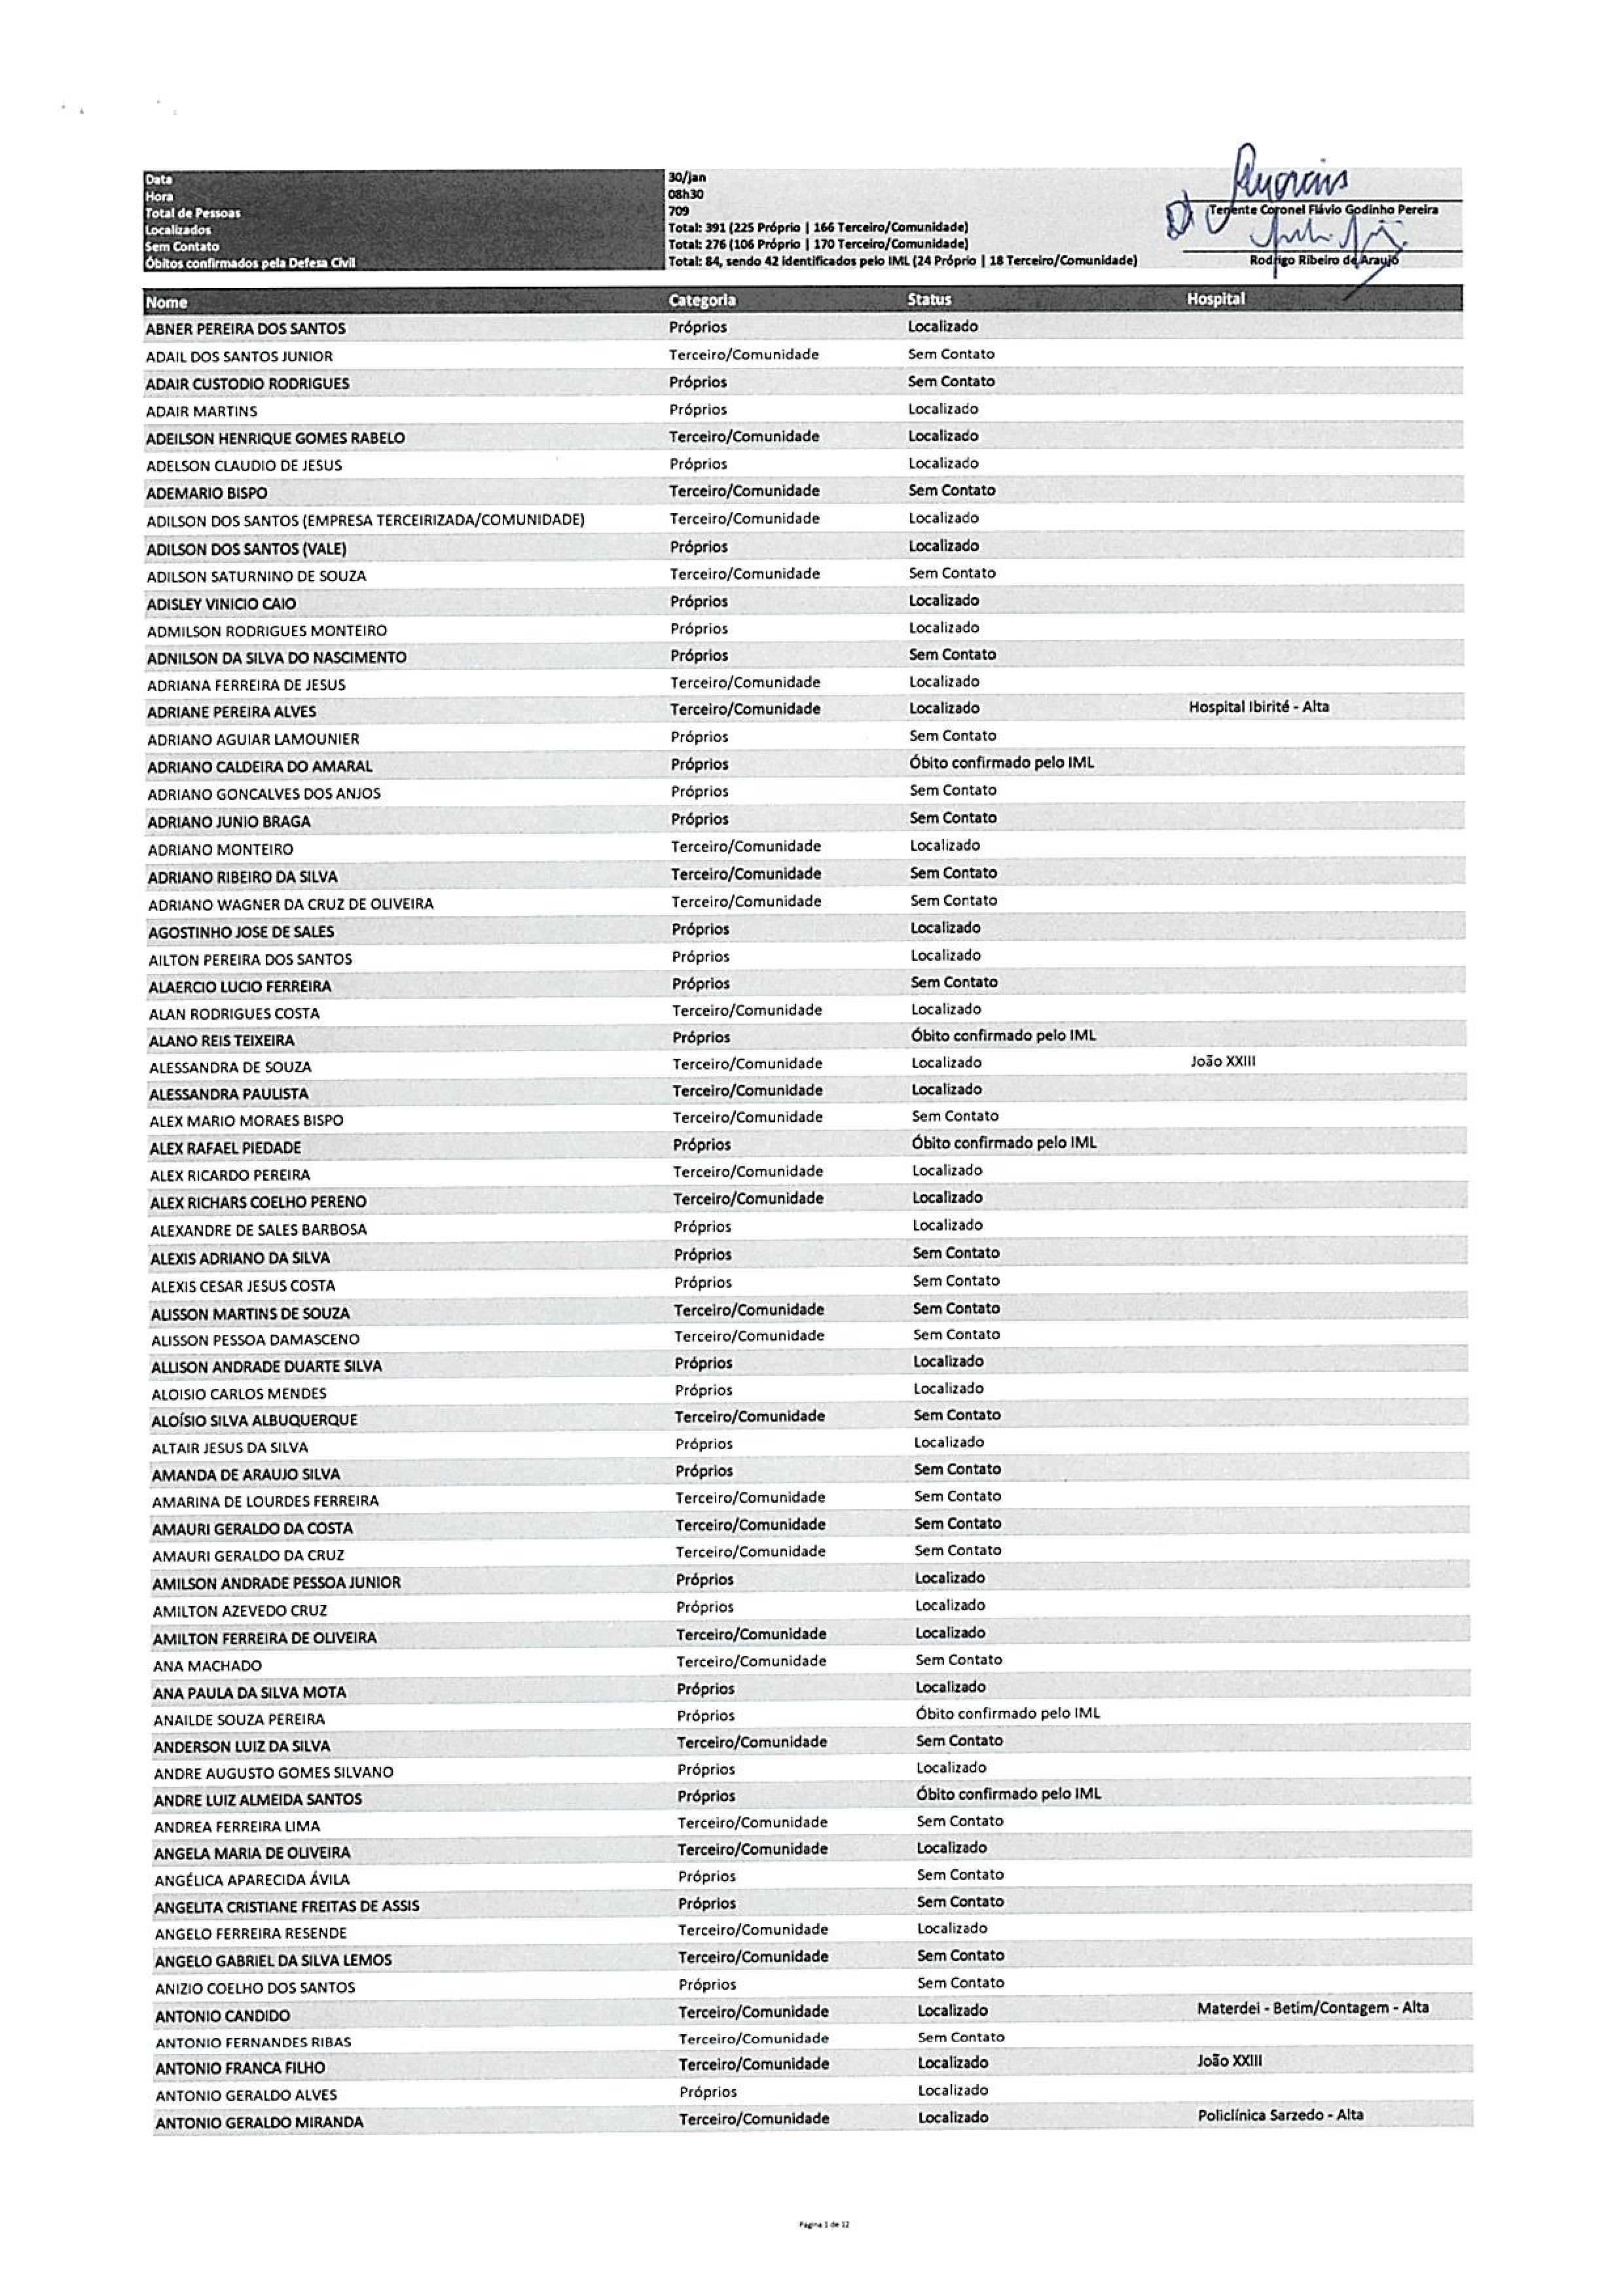 Data 30/jan
Hora 08h30
Total de Pessoas 709
Localizados Total: 391 (225 Próprio | 166 Terceiro/Comunidade)
Sem Contato Total: 276 (106 Próprio | 170 Terceiro/Comunidade)
Óbitos confirmados pela Defesa Civil Total: 84, sendo 42 identificados pelo IML (24 Próprio | 18 Terceiro/Comunidade)
Tenente Coronel Flávio Godinho Pereira
Rodrigo Ribeiro de Araujo
Nome Categoria Status Hospital
ABNER PEREIRA DOS SANTOS Próprios Localizado
ADAIL DOS SANTOS JUNIOR Terceiro/Comunidade Sem Contato
ADAIR CUSTODIO RODRIGUES Próprios Sem Contato
ADAIR MARTINS Próprios Localizado
ADEILSON HENRIQUE GOMES RABELO Terceiro/Comunidade Localizado
ADELSON CLAUDIO DE JESUS Próprios Localizado
ADEMARIO BISPO Terceiro/Comunidade Sem Contato
ADILSON DOS SANTOS (EMPRESA TERCEIRIZADA/COMUNIDADE) Terceiro/Comunidade Localizado
ADILSON DOS SANTOS (VALE) Próprios Localizado
ADILSON SATURNINO DE SOUZA Terceiro/Comunidade Sem Contato
ADISLEY VINICIO CAIO Próprios Localizado
ADMILSON RODRIGUES MONTEIRO Próprios Localizado
ADNILSON DA SILVA DO NASCIMENTO Próprios Sem Contato
ADRIANA FERREIRA DE JESUS Terceiro/Comunidade Localizado
ADRIANE PEREIRA ALVES Terceiro/Comunidade Localizado Hospital Ibirité - Alta
ADRIANO AGUIAR LAMOUNIER Próprios Sem Contato
ADRIANO CALDEIRA DO AMARAL Próprios Óbito confirmado pelo IML
ADRIANO GONCALVES DOS ANJOS Próprios Sem Contato
ADRIANO JUNIO BRAGA Próprios Sem Contato
ADRIANO MONTEIRO Terceiro/Comunidade Localizado
ADRIANO RIBEIRO DA SILVA Terceiro/Comunidade Sem Contato
ADRIANO WAGNER DA CRUZ DE OLIVEIRA Terceiro/Comunidade Sem Contato
AGOSTINHO JOSE DE SALES Próprios Localizado
AILTON PEREIRA DOS SANTOS Próprios Localizado
ALAERCIO LUCIO FERREIRA Próprios Sem Contato
ALAN RODRIGUES COSTA Terceiro/Comunidade Localizado
ALANO REIS TEIXEIRA Próprios Óbito confirmado pelo IML
ALESSANDRA DE SOUZA Terceiro/Comunidade Localizado João XXIII
ALESSANDRA PAULISTA Terceiro/Comunidade Localizado
ALEX MARIO MORAES BISPO Terceiro/Comunidade Sem Contato
ALEX RAFAEL PIEDADE Próprios Óbito confirmado pelo IML
ALEX RICARDO PEREIRA Terceiro/Comunidade Localizado
ALEX RICHARS COELHO PERENO Terceiro/Comunidade Localizado
ALEXANDRE DE SALES BARBOSA Próprios Localizado
ALEXIS ADRIANO DA SILVA Próprios Sem Contato
ALEXIS CESAR JESUS COSTA Próprios Sem Contato
ALISSON MARTINS DE SOUZA Terceiro/Comunidade Sem Contato
ALISSON PESSOA DAMASCENO Terceiro/Comunidade Sem Contato
ALLISON ANDRADE DUARTE SILVA Próprios Localizado
ALOISIO CARLOS MENDES Próprios Localizado
ALOÍSIO SILVA ALBUQUERQUE Terceiro/Comunidade Sem Contato
ALTAIR JESUS DA SILVA Próprios Localizado
AMANDA DE ARAUJO SILVA Próprios Sem Contato
AMARINA DE LOURDES FERREIRA Terceiro/Comunidade Sem Contato
AMAURI GERALDO DA COSTA Terceiro/Comunidade Sem Contato
AMAURI GERALDO DA CRUZ Terceiro/Comunidade Sem Contato
AMILSON ANDRADE PESSOA JUNIOR Próprios Localizado
AMILTON AZEVEDO CRUZ Próprios Localizado
AMILTON FERREIRA DE OLIVEIRA Terceiro/Comunidade Localizado
ANA MACHADO Terceiro/Comunidade Sem Contato
ANA PAULA DA SILVA MOTA Próprios Localizado
ANAILDE SOUZA PEREIRA Próprios Óbito confirmado pelo IML
ANDERSON LUIZ DA SILVA Terceiro/Comunidade Sem Contato
ANDRE AUGUSTO GOMES SILVANO Próprios Localizado
ANDRE LUIZ ALMEIDA SANTOS Próprios Óbito confirmado pelo IML
ANDREA FERREIRA LIMA Terceiro/Comunidade Sem Contato
ANGELA MARIA DE OLIVEIRA Terceiro/Comunidade Localizado
ANGÉLICA APARECIDA ÁVILA Próprios Sem Contato
ANGELITA CRISTIANE FREITAS DE ASSIS Próprios Sem Contato
ANGELO FERREIRA RESENDE Terceiro/Comunidade Localizado
ANGELO GABRIEL DA SILVA LEMOS Terceiro/Comunidade Sem Contato
ANIZIO COELHO DOS SANTOS Próprios Sem Contato
ANTONIO CANDIDO Terceiro/Comunidade Localizado Materdei - Betim/Contagem - Alta
ANTONIO FERNANDES RIBAS Terceiro/Comunidade Sem Contato
ANTONIO FRANCA FILHO Terceiro/Comunidade Localizado João XXIII
ANTONIO GERALDO ALVES Próprios Localizado
ANTONIO GERALDO MIRANDA Terceiro/Comunidade Localizado Policlínica Sarzedo - Alta
Página 1 de 12